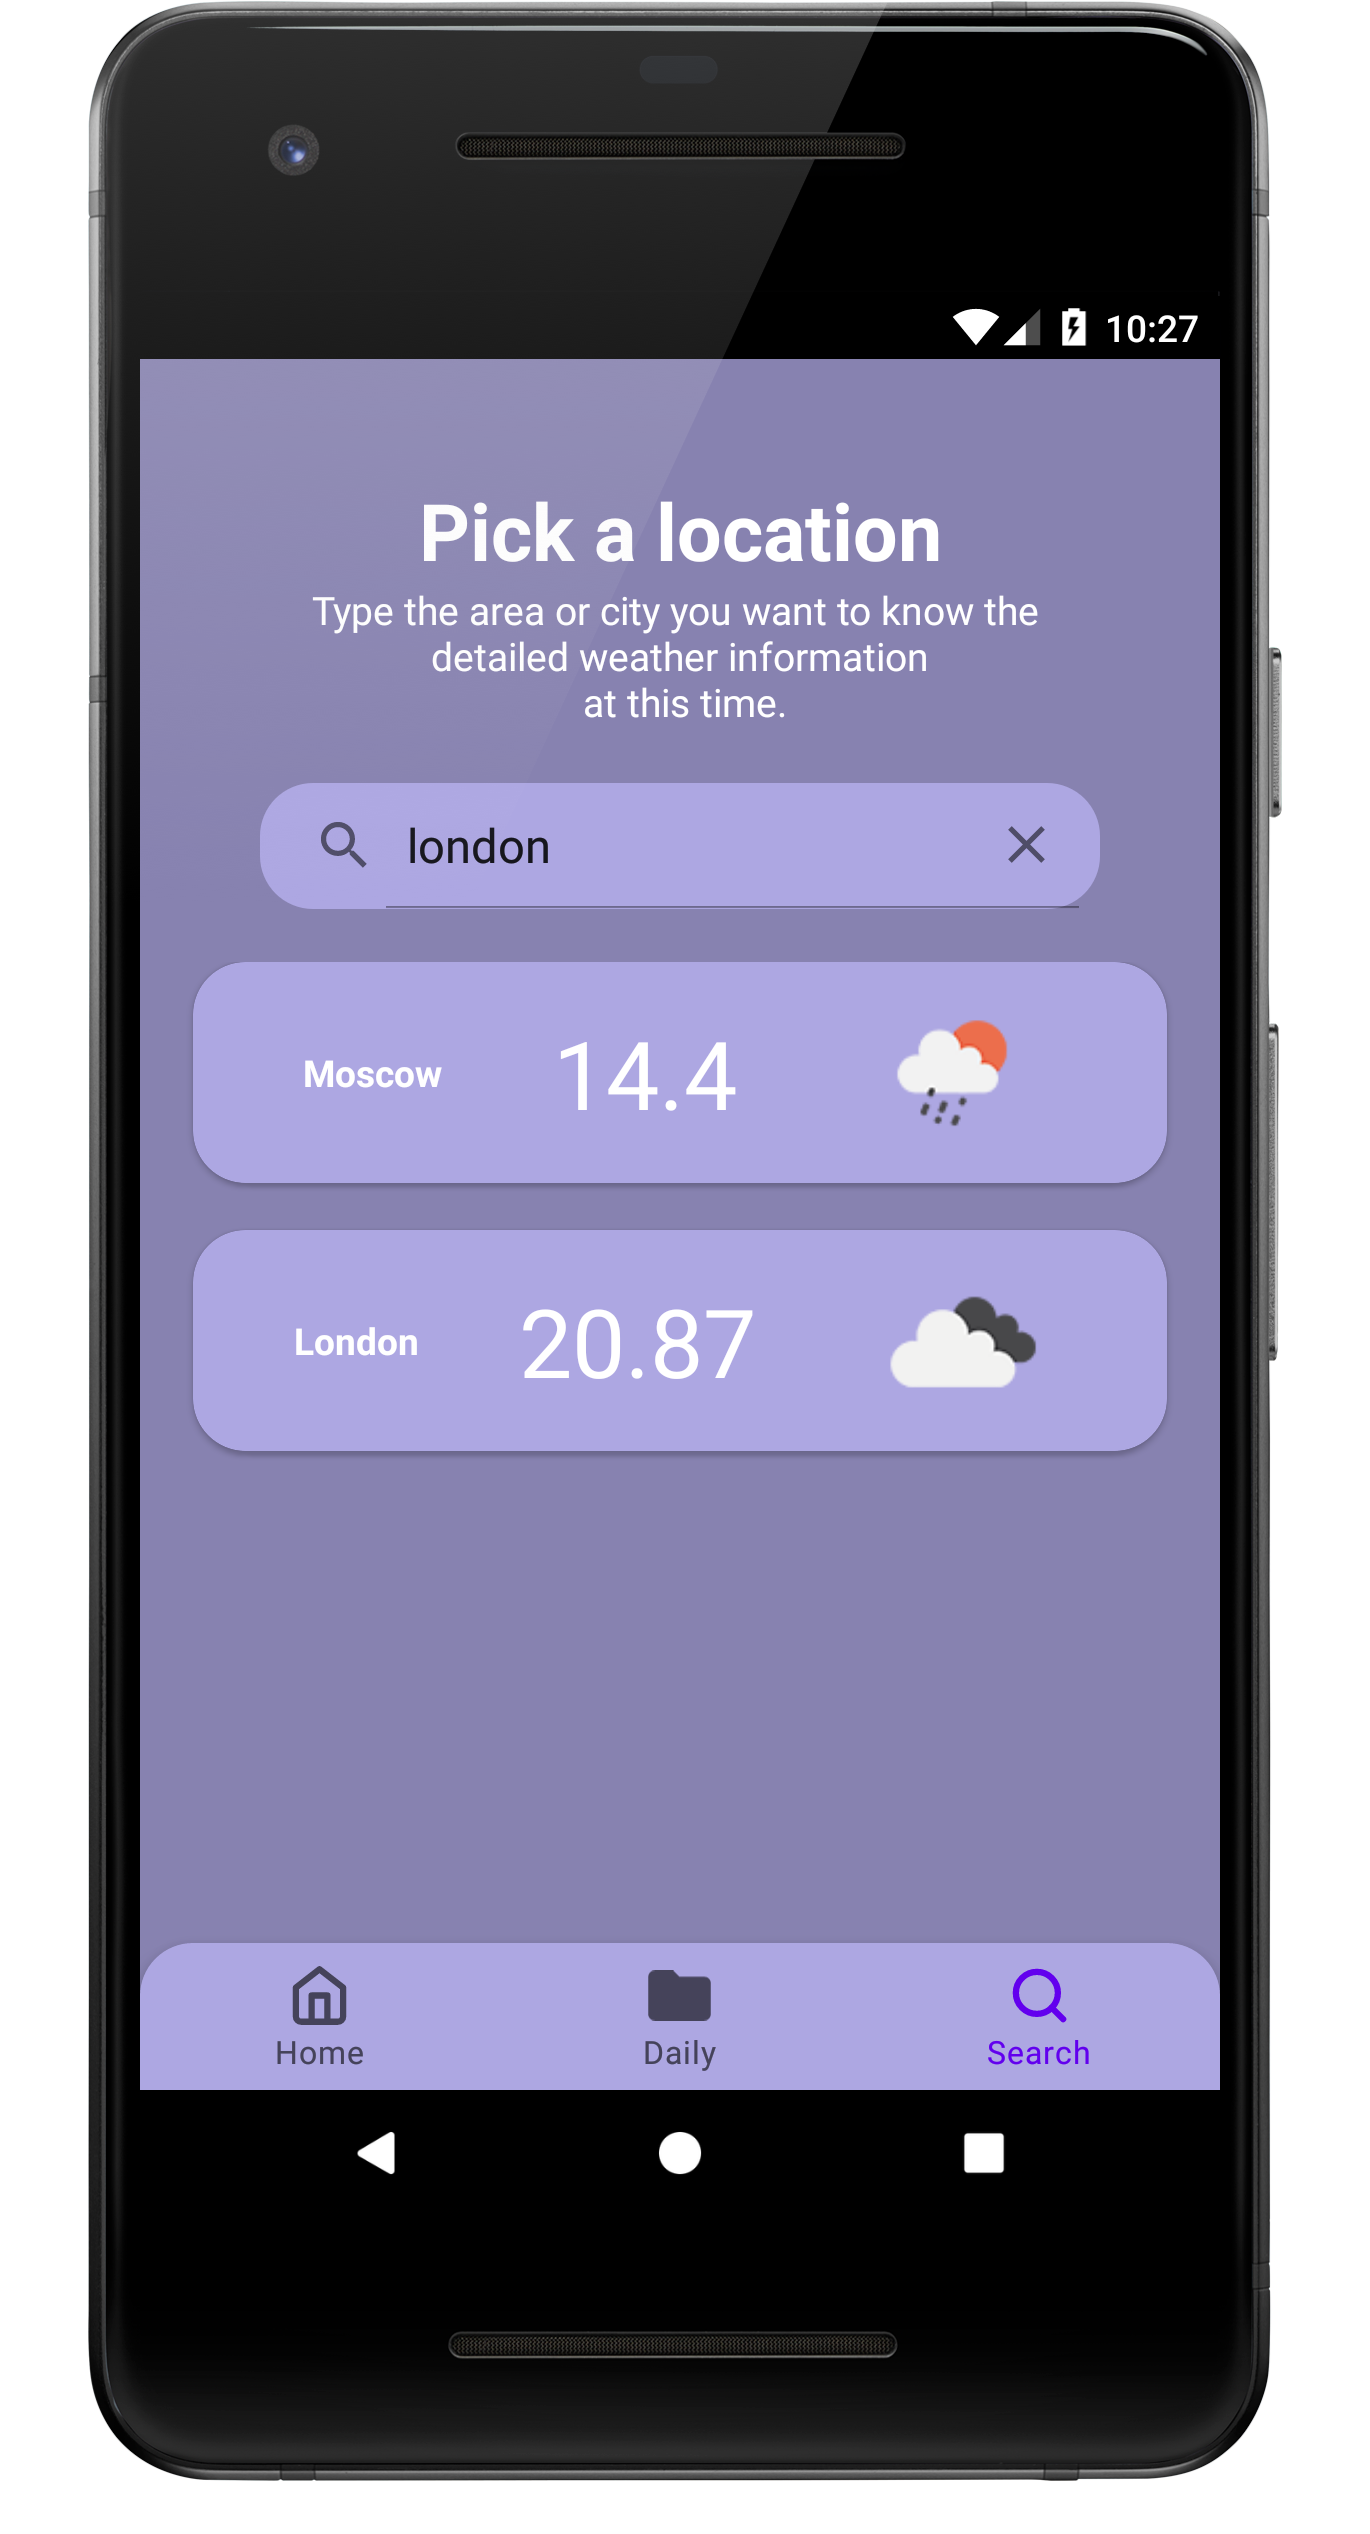 10:27
Pick a location
Type the area or city you want to know the
detailed weather information
at this time.
london
Moscow 14.4
London 20.87
Home Daily Search